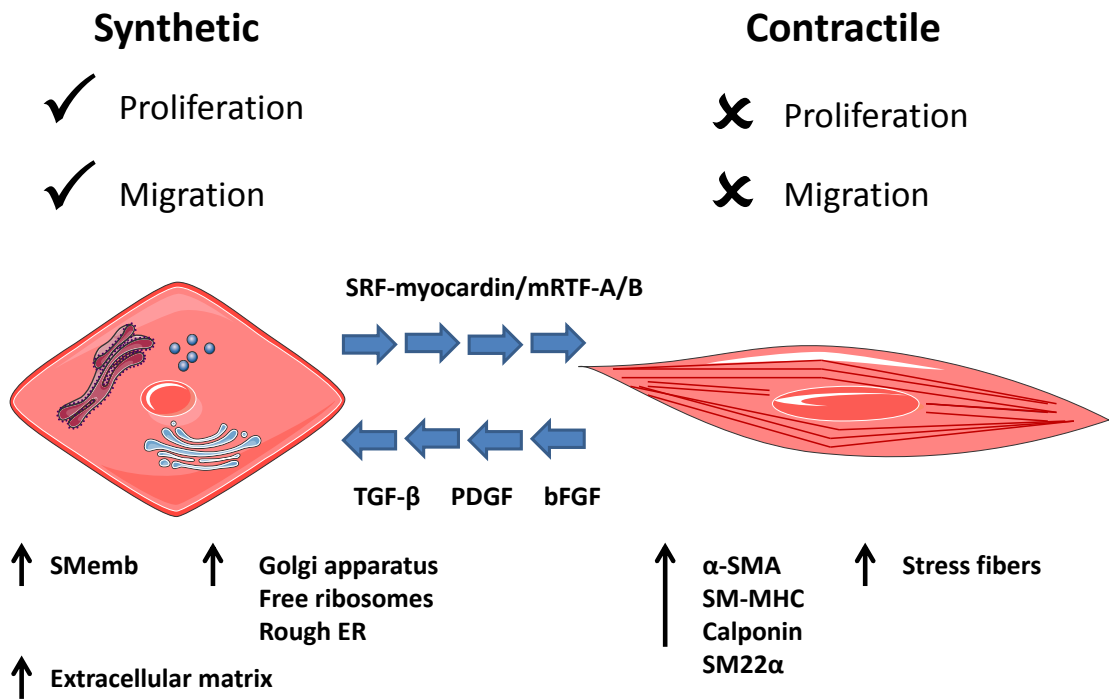 Synthetic
Contractile
Proliferation
Proliferation
Migration
Migration
SRF-myocardin/mRTF-A/B
TGF-β PDGF bFGF
SMemb
Golgi apparatus
Free ribosomes
Rough ER
Extracellular matrix
α-SMA
SM-MHC
Calponin
SM22α
Stress fibers